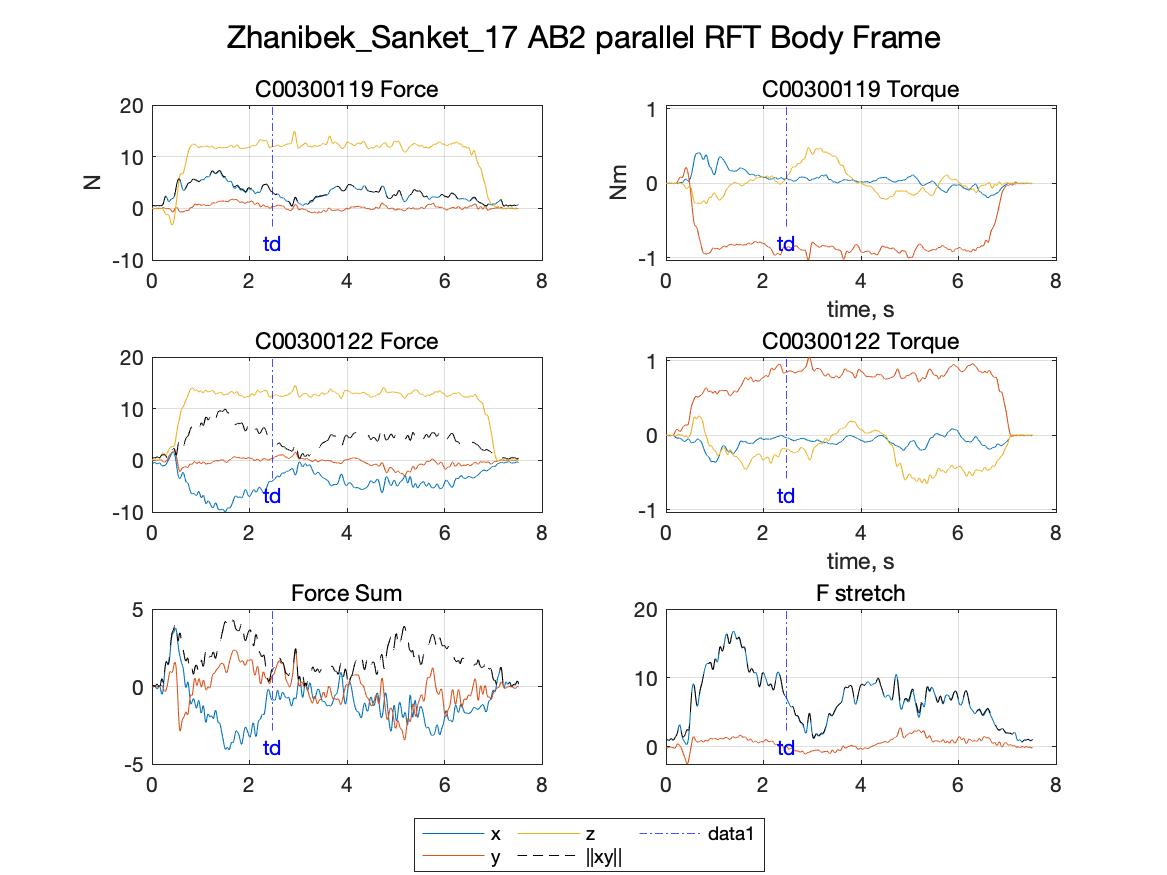 Zhanibek_Sanket_17 AB2 parallel RFT Body Frame
C00300119 Force
N
20
10
0
-10
td
0 2 4 6 8
C00300119 Torque
Nm
1
0
-1
td
0 2 4 6 8
time, s
C00300122 Force
20
10
0
-10
td
0 2 4 6 8
C00300122 Torque
1
0
-1
td
0 2 4 6 8
time, s
Force Sum
5
0
-5
td
0 2 4 6 8
F stretch
20
10
0
td
0 2 4 6 8
x z data1
y ||xy||